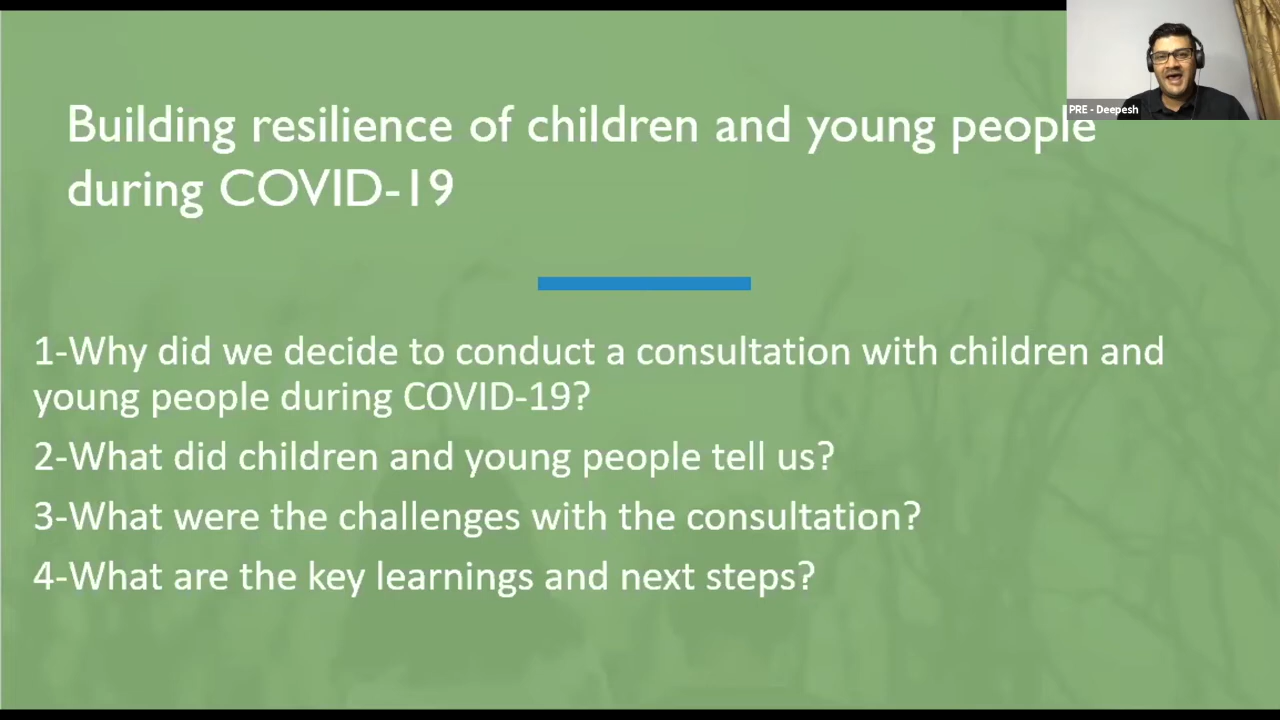 PRE - Deepesh
Building resilience of children and young people
during COVID-19
1-Why did we decide to conduct a consultation with children and
young people during COVID-19?
2-What did children and young people tell us?
3-What were the challenges with the consultation?
4-What are the key learnings and next steps?